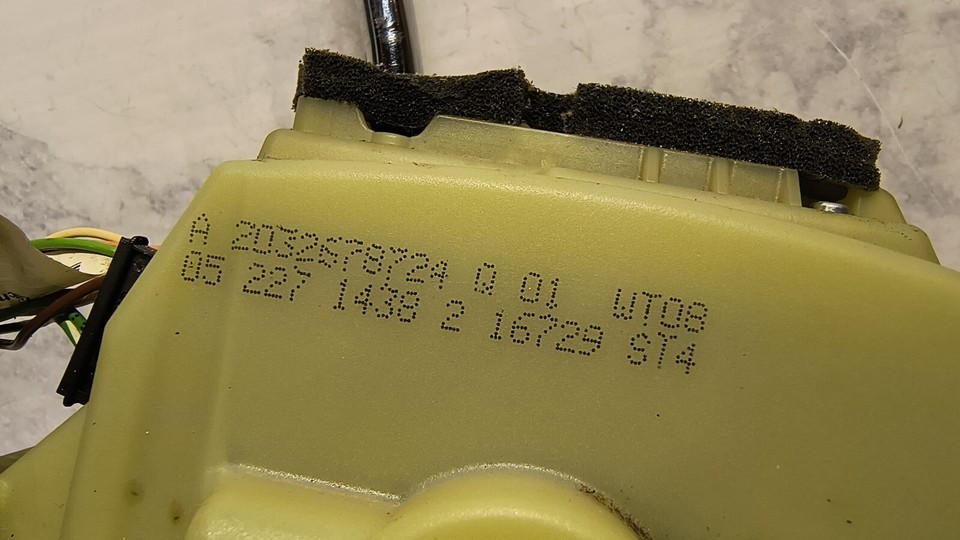 A 2032678724 Q 01 WT08
05 227 1438 2 16729 ST4